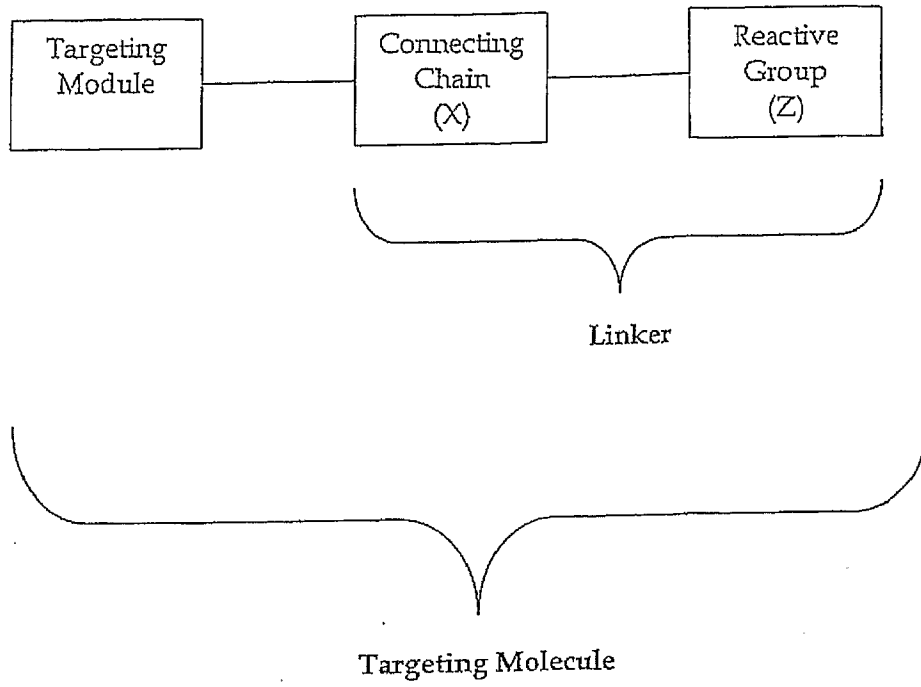 Targeting
Module
Connecting
Chain
(X)
Reactive
Group
(Z)
Linker
Targeting Molecule